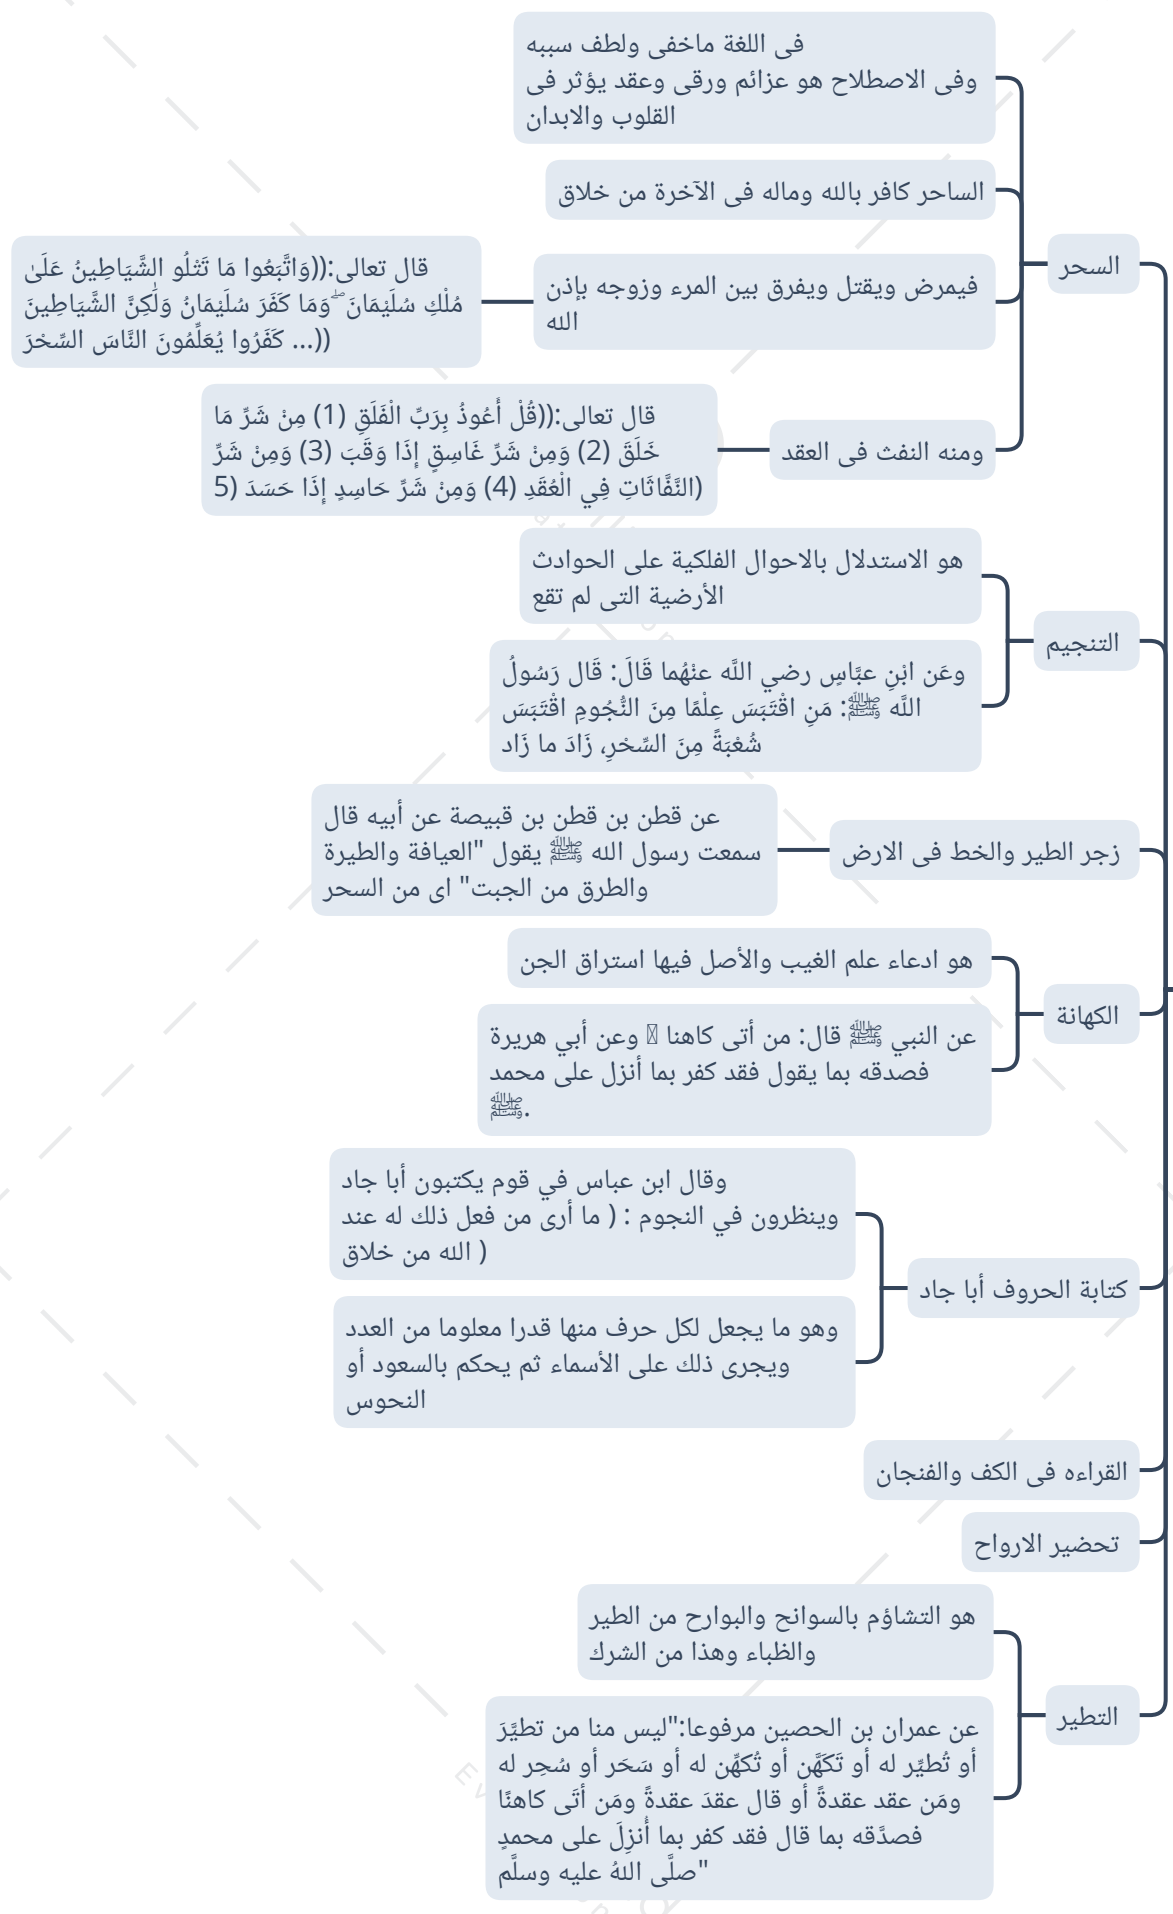 السحر
فى اللغة ماخفى ولطف سببه
وفى الاصطلاح هو عزائم ورقى وعقد يؤثر فى
القلوب والابدان
الساحر كافر بالله وماله فى الآخرة من خلاق
فيمرض ويقتل ويفرق بين المرء وزوجه بإذن
الله
قال تعالى:((وَاتَّبَعُوا مَا تَتْلُو الشَّيَاطِينُ عَلَىٰ
مُلْكِ سُلَيْمَانَ ۖ وَمَا كَفَرَ سُلَيْمَانُ وَلَٰكِنَّ الشَّيَاطِينَ
كَفَرُوا يُعَلِّمُونَ النَّاسَ السِّحْرَ ...((
ومنه النفث فى العقد
قال تعالى:((قُلْ أَعُوذُ بِرَبِّ الْفَلَقِ (1) مِنْ شَرِّ مَا
خَلَقَ (2) وَمِنْ شَرِّ غَاسِقٍ إِذَا وَقَبَ (3) وَمِنْ شَرِّ
النَّفَّاثَاتِ فِي الْعُقَدِ (4) وَمِنْ شَرِّ حَاسِدٍ إِذَا حَسَدَ (5)
التنجيم
هو الاستدلال بالاحوال الفلكية على الحوادث
الأرضية التى لم تقع
وعَن ابْنِ عبَّاسٍ رضي اللَّه عنْهُما قَالَ: قَال رَسُولُ
اللَّه ﷺ: مَنِ اقْتَبَسَ عِلْمًا مِنَ النُّجُومِ اقْتَبَسَ
شُعْبَةً مِنَ السِّحْرِ، زَادَ ما زَاد
زجر الطير والخط فى الارض
عن قطن بن قطن بن قبيصة عن أبيه قال
سمعت رسول الله ﷺ يقول "العيافة والطيرة
والطرق من الجبت" اى من السحر
الكهانة
هو ادعاء علم الغيب والأصل فيها استراق الجن
عن النبي ﷺ قال: من أتى كاهنا وعن أبي هريرة
فصدقه بما يقول فقد كفر بما أنزل على محمد
ﷺ.
كتابة الحروف أبا جاد
وقال ابن عباس في قوم يكتبون أبا جاد
وينظرون في النجوم : ( ما أرى من فعل ذلك له عند
الله من خلاق (
وهو ما يجعل لكل حرف منها قدرا معلوما من العدد
ويجرى ذلك على الأسماء ثم يحكم بالسعود أو
النحوس
القراءه فى الكف والفنجان
تحضير الارواح
التطير
هو التشاؤم بالسوانح والبوارح من الطير
والظباء وهذا من الشرك
عن عمران بن الحصين مرفوعا:"ليس منا من تطيَّرَ
أو تُطيِّر له أو تَكَهَّن أو تُكهِّن له أو سَحَر أو سُحِر له
ومَن عقد عقدةً أو قال عقدَ عقدةً ومَن أتَى كاهنًا
فصدَّقه بما قال فقد كفر بما أُنزِلَ على محمدٍ
صلَّى اللهُ عليه وسلَّم"